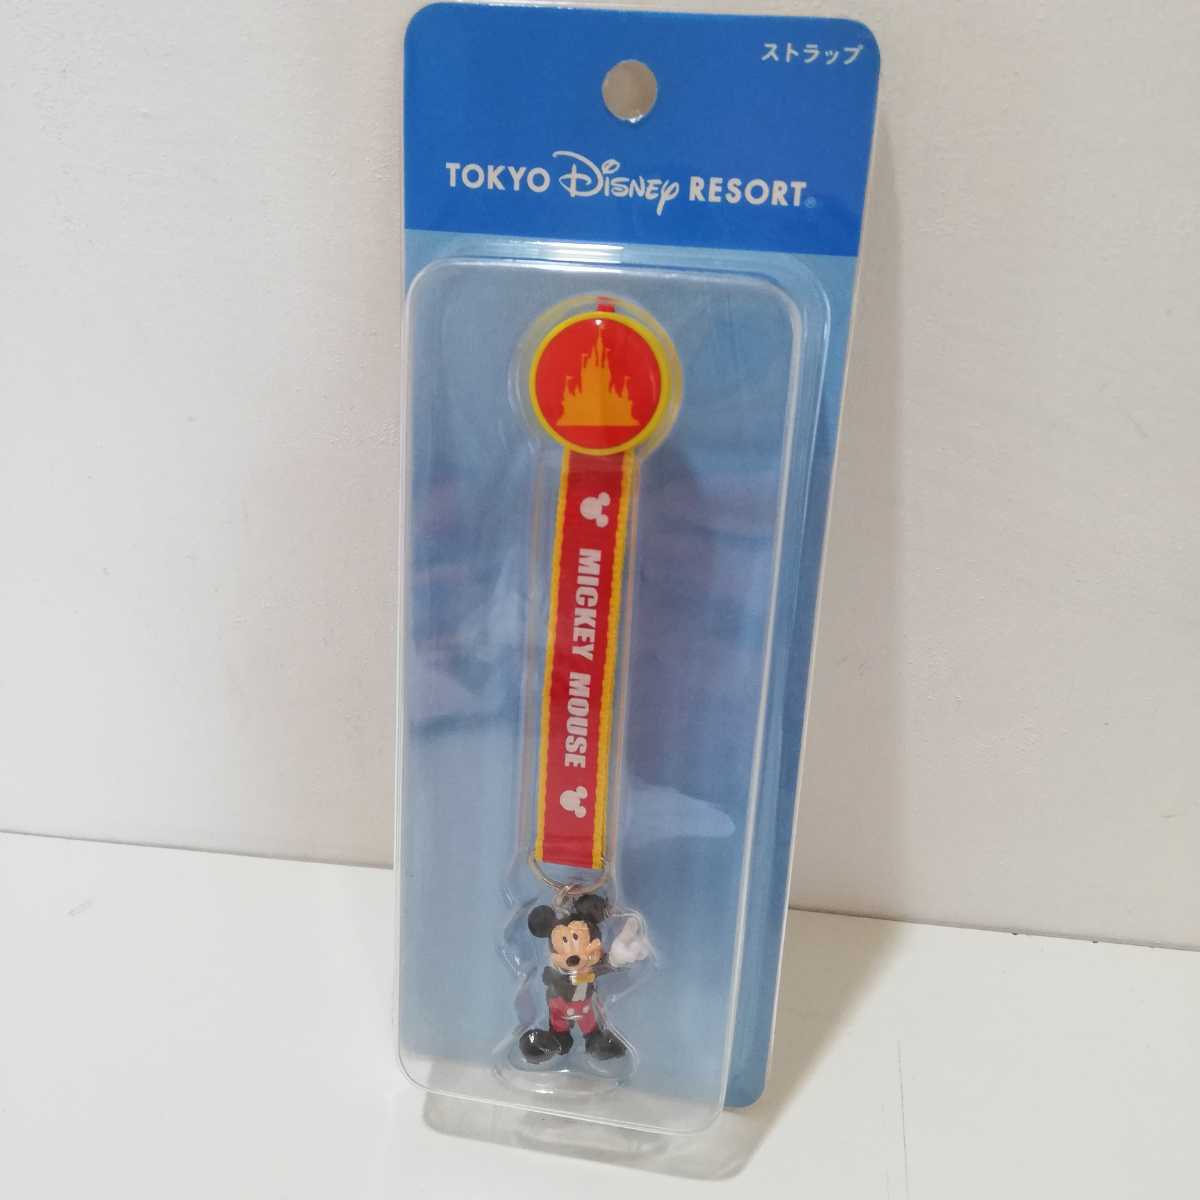 ストラップ
TOKYO Disney RESORT®
MICKEY MOUSE